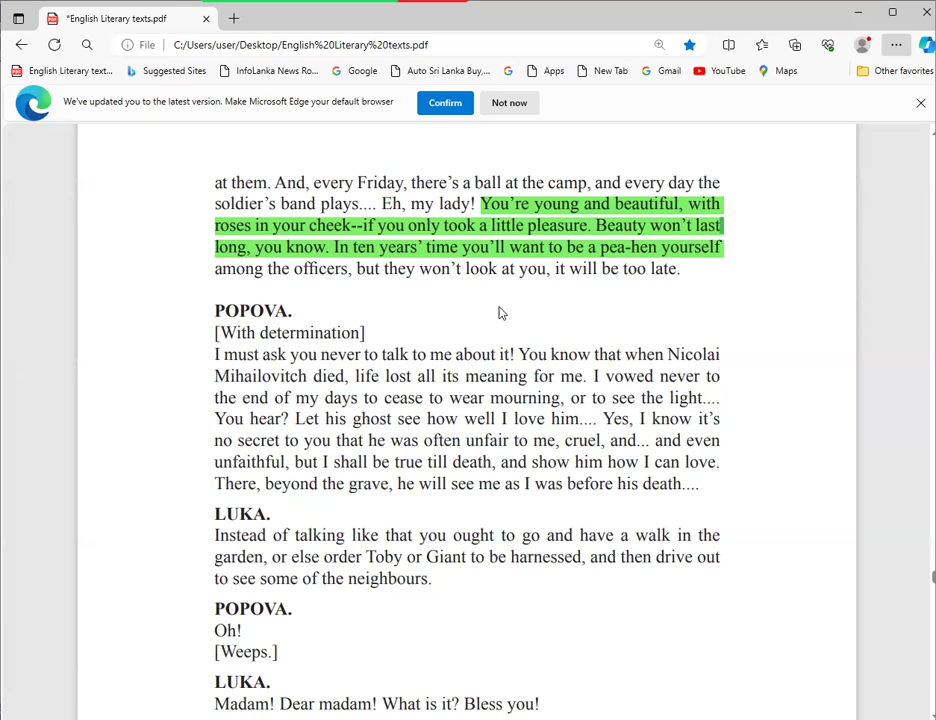 *English Literary texts.pdf
File
C:/Users/user/Desktop/English%20Literary%20texts.pdf
English Literary text...
Suggested Sites
InfoLanka News Ro...
Google
Auto Sri Lanka Buy,...
Apps
New Tab
Gmail
YouTube
Maps
Other favorites
We've updated you to the latest version. Make Microsoft Edge your default browser
Confirm
Not now
at them. And, every Friday, there's a ball at the camp, and every day the
soldier's band plays.... Eh, my lady! You're young and beautiful, with
roses in your cheek--if you only took a little pleasure. Beauty won't last
long, you know. In ten years' time you'll want to be a pea-hen yourself
among the officers, but they won't look at you, it will be too late.
POPOVA.
[With determination]
I must ask you never to talk to me about it! You know that when Nicolai
Mihailovitch died, life lost all its meaning for me. I vowed never to
the end of my days to cease to wear mourning, or to see the light....
You hear? Let his ghost see how well I love him.... Yes, I know it's
no secret to you that he was often unfair to me, cruel, and... and even
unfaithful, but I shall be true till death, and show him how I can love.
There, beyond the grave, he will see me as I was before his death....
LUKA.
Instead of talking like that you ought to go and have a walk in the
garden, or else order Toby or Giant to be harnessed, and then drive out
to see some of the neighbours.
POPOVA.
Oh!
[Weeps.]
LUKA.
Madam! Dear madam! What is it? Bless you!